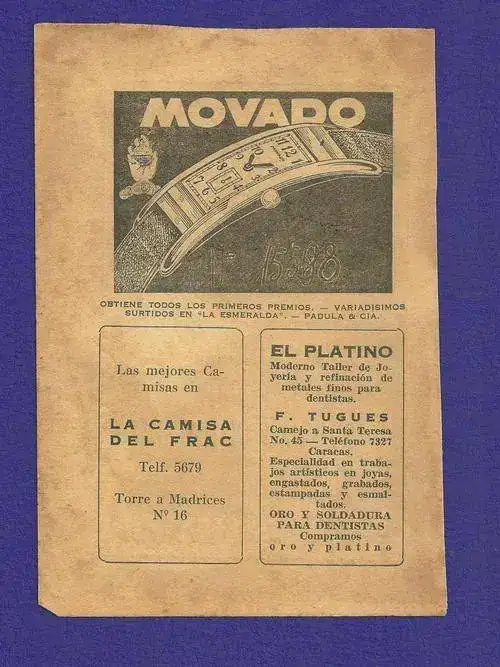 MOVADO
Nº 15398
OBTIENE TODOS LOS PRIMEROS PREMIOS. — VARIADISIMOS
SURTIDOS EN "LA ESMERALDA". — PADULA & CIA.
Las mejores Ca-
misas en
LA CAMISA
DEL FRAC
Telf. 5679
Torre a Madrices
Nº 16
EL PLATINO
Moderno Taller de Jo-
yería y refinación de
metales finos para
dentistas.
F. TUGUES
Camejo a Santa Teresa
No. 45 — Teléfono 7327
Caracas.
Especialidad en traba-
jos artísticos en joyas,
engastados, grabados,
estampadas y esmal-
tados.
ORO Y SOLDADURA
PARA DENTISTAS
Compramos
oro y platino